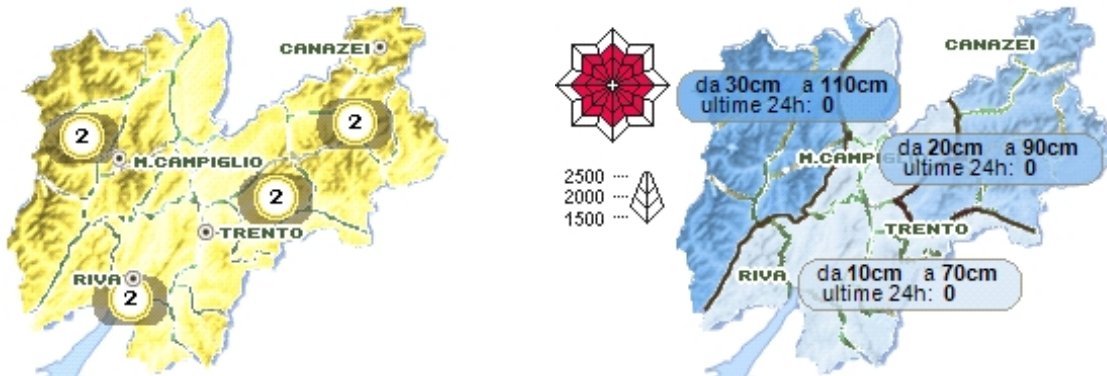 CANAZEI
2
2
M.CAMPIGLIO
2
TRENTO
RIVA
2
CANAZEI
da 30cm a 110cm
ultime 24h: 0
M.CAMPIGLIO
da 20cm a 90cm
ultime 24h: 0
2500
2000
1500
TRENTO
RIVA
da 10cm a 70cm
ultime 24h: 0